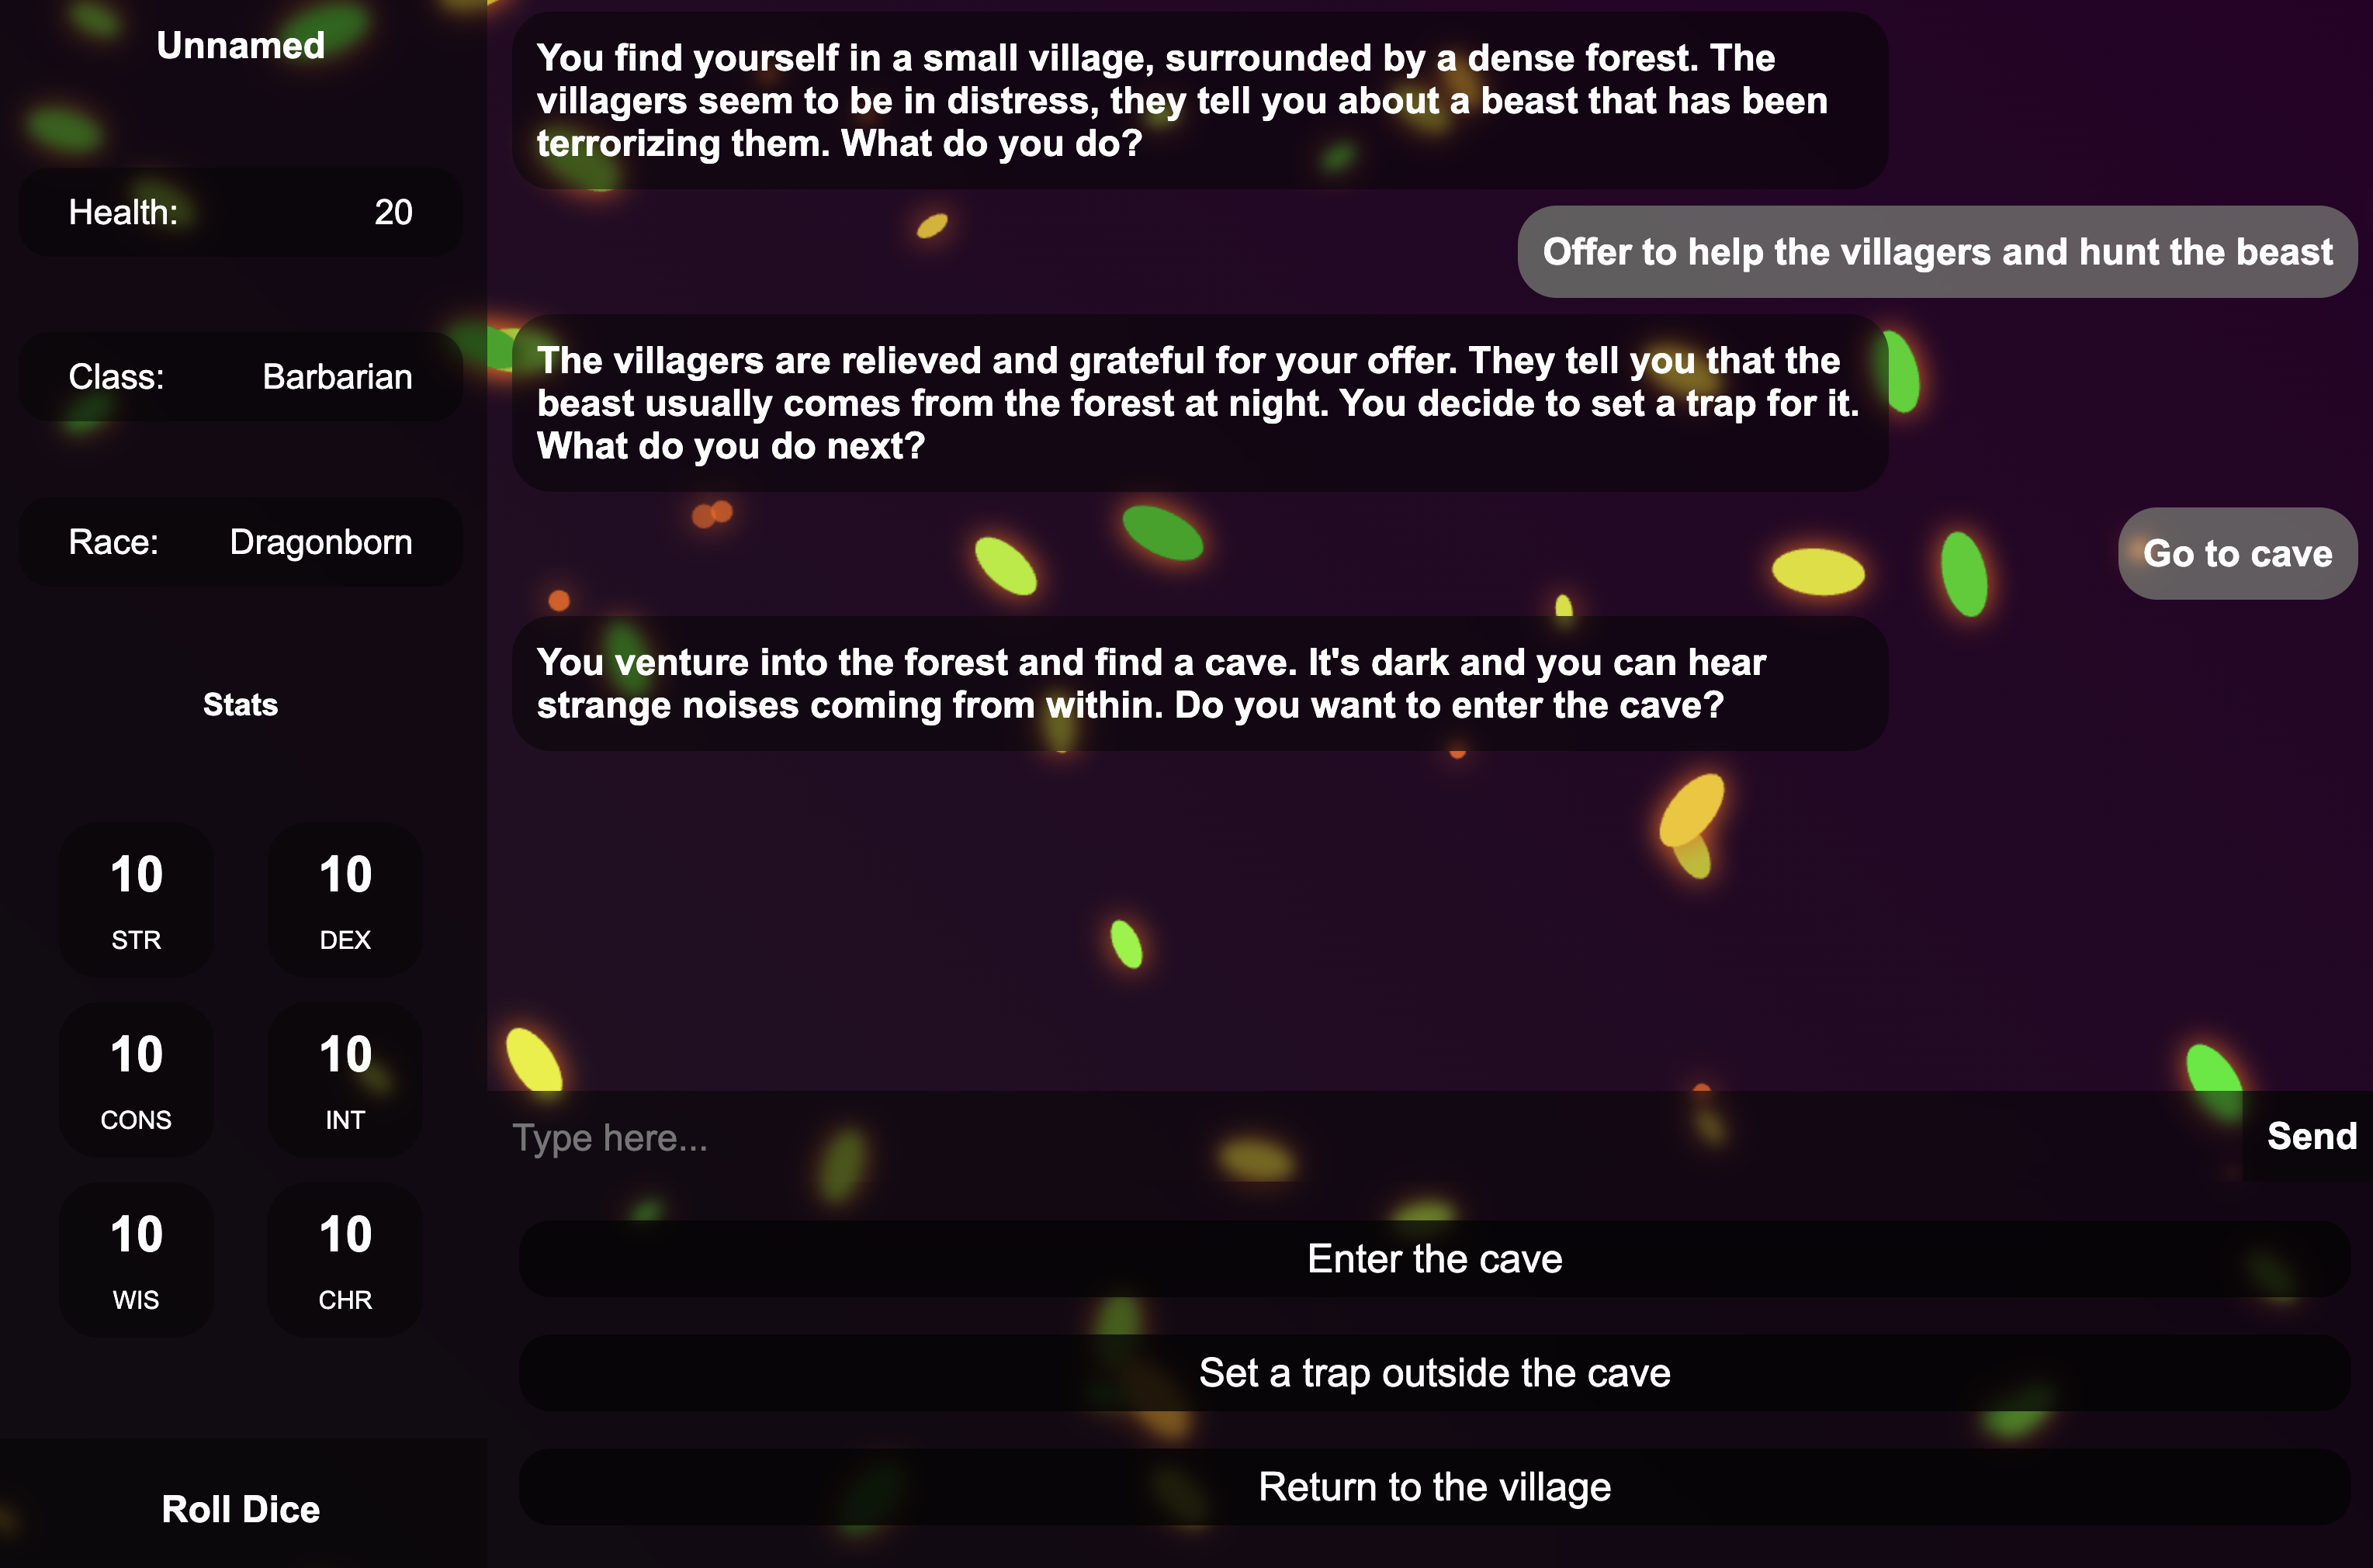 Unnamed
Health: 20
Class: Barbarian
Race: Dragonborn
Stats
10 10
STR DEX
10 10
CONS INT
10 10
WIS CHR
Roll Dice
You find yourself in a small village, surrounded by a dense forest. The
villagers seem to be in distress, they tell you about a beast that has been
terrorizing them. What do you do?
Offer to help the villagers and hunt the beast
The villagers are relieved and grateful for your offer. They tell you that the
beast usually comes from the forest at night. You decide to set a trap for it.
What do you do next?
Go to cave
You venture into the forest and find a cave. It's dark and you can hear
strange noises coming from within. Do you want to enter the cave?
Type here...
Send
Enter the cave
Set a trap outside the cave
Return to the village